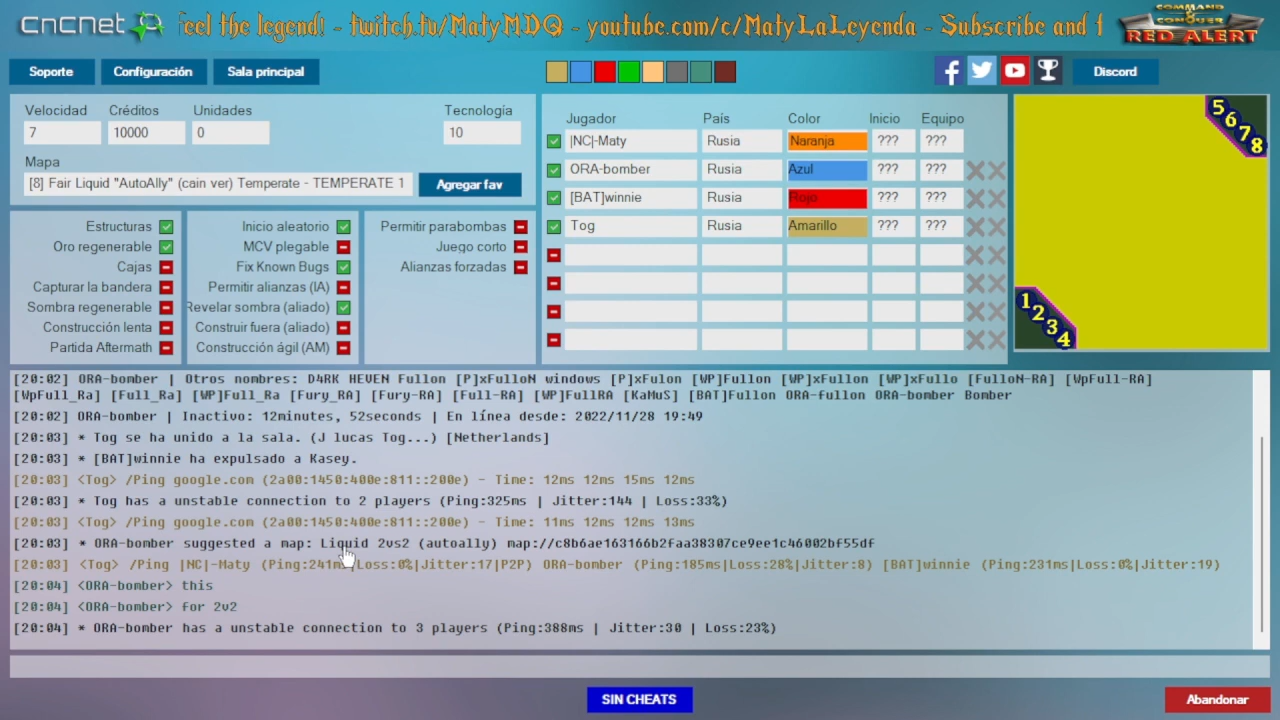 CnCNet
feel the legend! - twitch.tv/MatyMDQ - youtube.com/c/MatyLaLeyenda - Subscribe and f
COMMAND & CONQUER
RED ALERT
Soporte Configuración Sala principal Discord
Velocidad Créditos Unidades Tecnología
7 10000 0 10
Mapa
[8] Fair Liquid "AutoAlly" (cain ver) Temperate - TEMPERATE 1 Agregar fav
Estructuras Inicio aleatorio Permitir parabombas
Oro regenerable MCV plegable Juego corto
Cajas Fix Known Bugs Alianzas forzadas
Capturar la bandera Permitir alianzas (IA)
Sombra regenerable Revelar sombra (aliado)
Construcción lenta Construir fuera (aliado)
Partida Aftermath Construcción ágil (AM)
Jugador País Color Inicio Equipo
|NC|-Maty Rusia Naranja ??? ???
ORA-bomber Rusia Azul ??? ???
[BAT]winnie Rusia Rojo ??? ???
Tog Rusia Amarillo ??? ???
5
6
7
8
1
2
3
4
[20:02] ORA-bomber | Otros nombres: D4RK HEVEN Fullon [P]xFulloN windows [P]xFulon [WP]Fullon [WP]xFullon [WP]xFullo [FulloN-RA] [WpFull-RA]
[WpFull_Ra] [Full_Ra] [WP]Full_Ra [Fury_RA] [Fury-RA] [Full-RA] [WP]FullRA [KaMuS] [BAT]Fullon ORA-fullon ORA-bomber Bomber
[20:02] ORA-bomber | Inactivo: 12minutes, 52seconds | En línea desde: 2022/11/28 19:49
[20:03] * Tog se ha unido a la sala. (J lucas Tog...) [Netherlands]
[20:03] * [BAT]winnie ha expulsado a Kasey.
[20:03] <Tog> /Ping google.com (2a00:1450:400e:811::200e) - Time: 12ms 12ms 15ms 12ms
[20:03] * Tog has a unstable connection to 2 players (Ping:325ms | Jitter:144 | Loss:33%)
[20:03] <Tog> /Ping google.com (2a00:1450:400e:811::200e) - Time: 11ms 12ms 12ms 13ms
[20:03] * ORA-bomber suggested a map: Liquid 2vs2 (autoally) map://c8b6ae163166b2faa38307ce9ee1c46002bf55df
[20:03] <Tog> /Ping |NC|-Maty (Ping:241ms|Loss:0%|Jitter:17|P2P) ORA-bomber (Ping:185ms|Loss:28%|Jitter:8) [BAT]winnie (Ping:231ms|Loss:0%|Jitter:19)
[20:04] <ORA-bomber> this
[20:04] <ORA-bomber> for 2v2
[20:04] * ORA-bomber has a unstable connection to 3 players (Ping:388ms | Jitter:30 | Loss:23%)
SIN CHEATS Abandonar